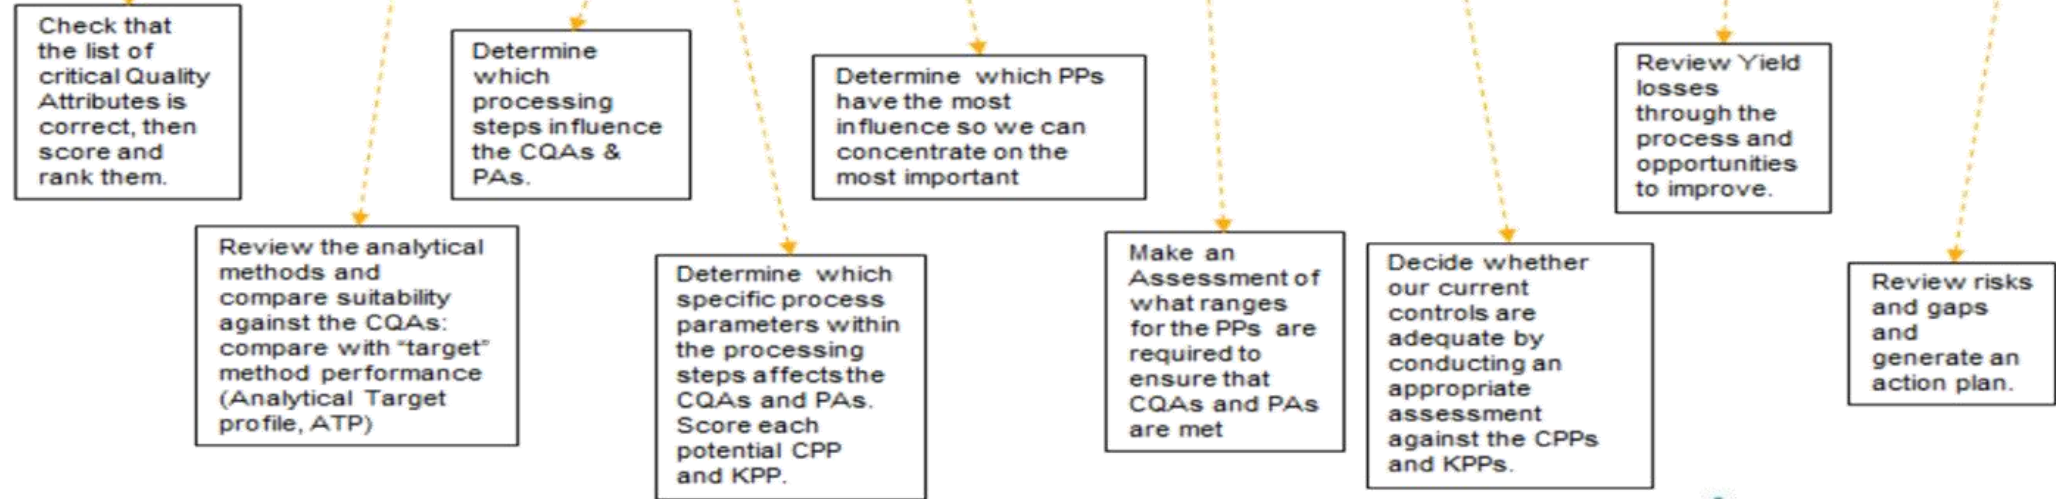 Check that
the list of
critical Quality
Attributes is
correct, then
score and
rank them.
Review the analytical
methods and
compare suitability
against the CQAs:
compare with “target”
method performance
(Analytical Target
profile, ATP)
Determine
which
processing
steps influence
the CQAs &
PAs.
Determine which
specific process
parameters within
the processing
steps affects the
CQAs and PAs.
Score each
potential CPP
and KPP.
Determine which PPs
have the most
influence so we can
concentrate on the
most important
Make an
Assessment of
what ranges
for the PPs are
required to
ensure that
CQAs and PAs
are met
Decide whether
our current
controls are
adequate by
conducting an
appropriate
assessment
against the CPPs
and KPPs.
Review Yield
losses
through the
process and
opportunities
to improve.
Review risks
and gaps
and
generate an
action plan.